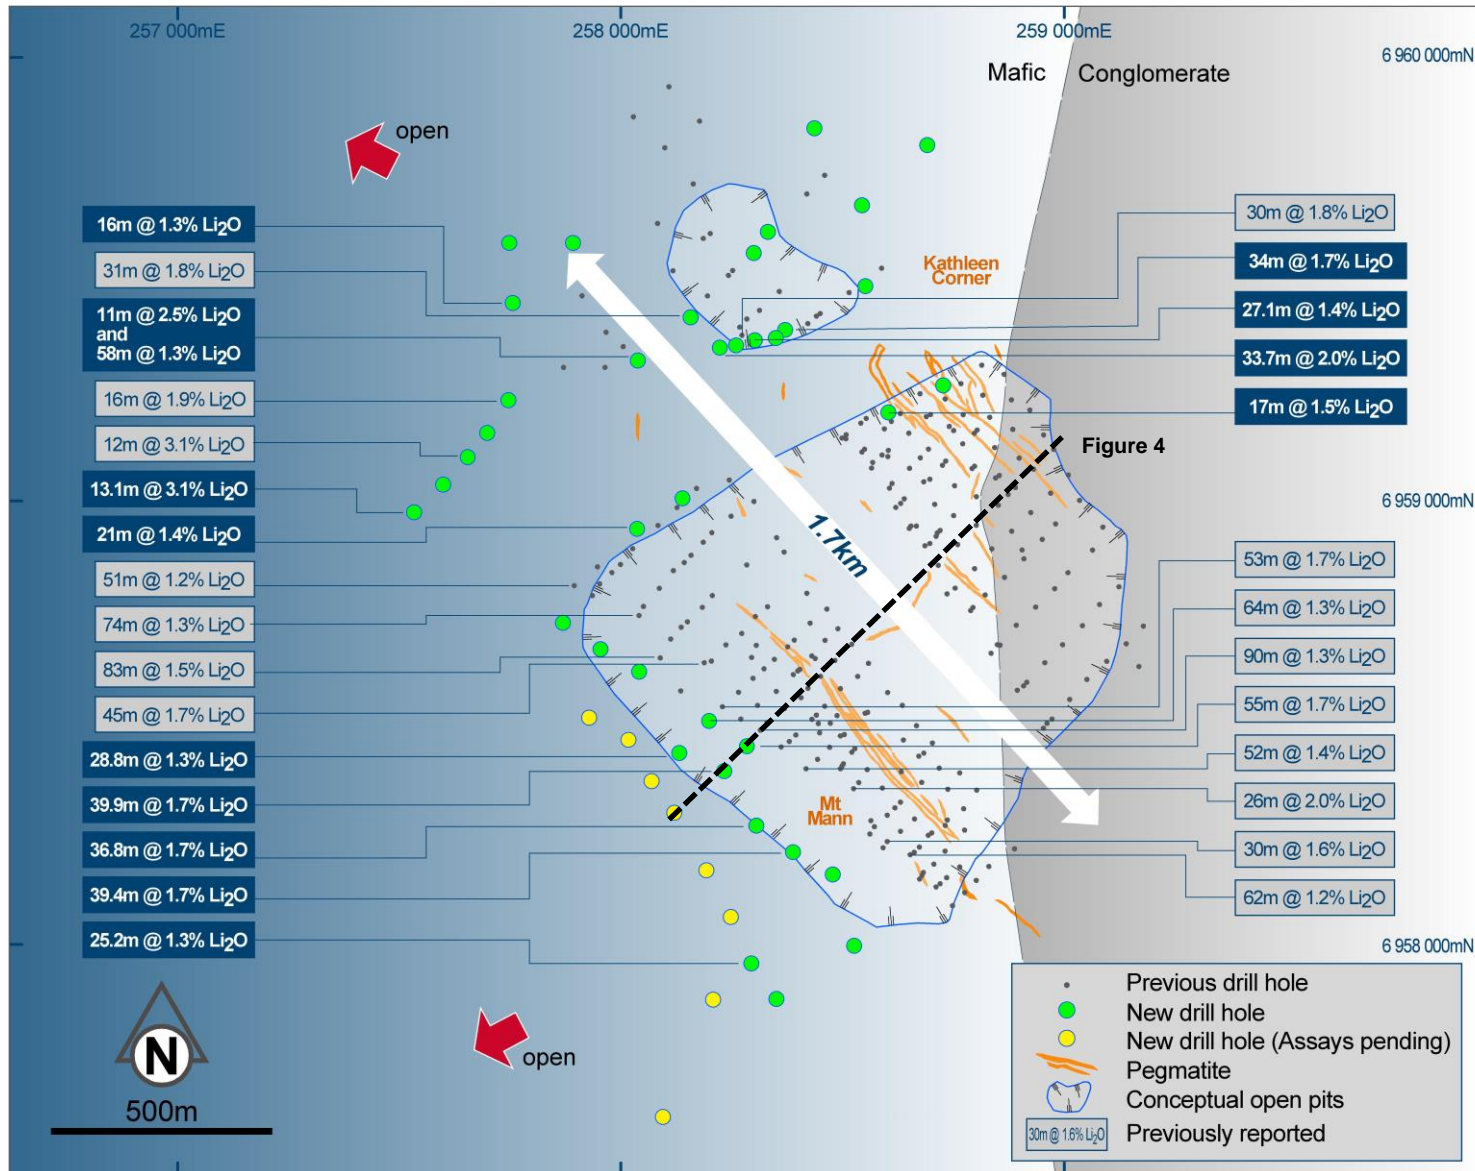 257 000mE
258 000mE
259 000mE
6 960 000mN
Mafic
Conglomerate
open
16m @ 1.3% Li2O
31m @ 1.8% Li2O
11m @ 2.5% Li2O
and
58m @ 1.3% Li2O
16m @ 1.9% Li2O
12m @ 3.1% Li2O
13.1m @ 3.1% Li2O
21m @ 1.4% Li2O
51m @ 1.2% Li2O
74m @ 1.3% Li2O
83m @ 1.5% Li2O
45m @ 1.7% Li2O
28.8m @ 1.3% Li2O
39.9m @ 1.7% Li2O
36.8m @ 1.7% Li2O
39.4m @ 1.7% Li2O
25.2m @ 1.3% Li2O
Kathleen
Corner
1.7km
Mt
Mann
Figure 4
30m @ 1.8% Li2O
34m @ 1.7% Li2O
27.1m @ 1.4% Li2O
33.7m @ 2.0% Li2O
17m @ 1.5% Li2O
6 959 000mN
53m @ 1.7% Li2O
64m @ 1.3% Li2O
90m @ 1.3% Li2O
55m @ 1.7% Li2O
52m @ 1.4% Li2O
26m @ 2.0% Li2O
30m @ 1.6% Li2O
62m @ 1.2% Li2O
6 958 000mN
N
500m
open
Previous drill hole
New drill hole
New drill hole (Assays pending)
Pegmatite
Conceptual open pits
30m @ 1.6% Li2O
Previously reported